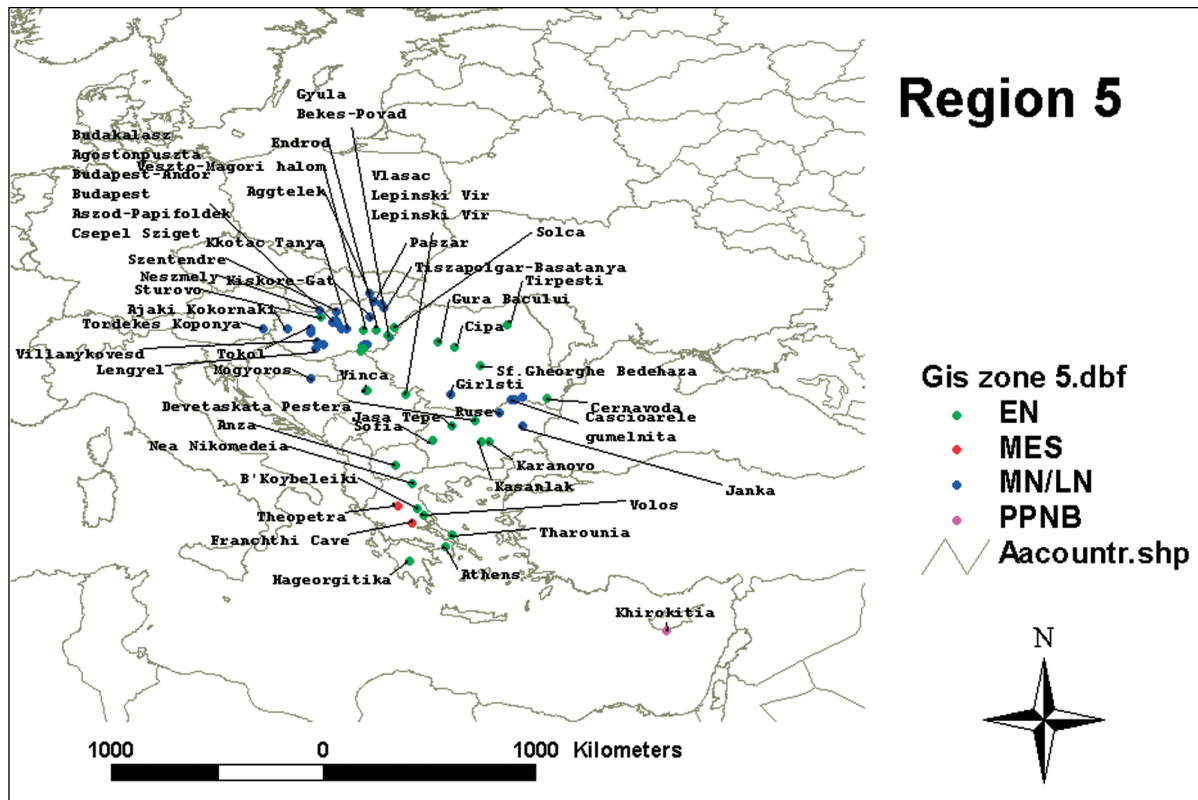 Region 5
Gyula
Bekes-Povad
Endrod
Budakalasz
Agostonpuszta
Veszto-Magori halom
Budapest-Andor
Budapest
Aszod-Papifoldek
Csepel Sziget
Aggtelek
Vlasac
Lepinski Vir
Lepinski Vir
Solca
Kkotac Tanya
Paszar
Szentendre
Tiszapolgar-Basatanya
Neszmely
Kiskore-Gat
Tirpesti
Sturovo
Gura Baculul
Ajaki Kokornaki
Tordekes Koponya
Cipa
Villanykovesd
Tokol
Lengyel
Mogyoros
Sf.Gheorghe Bedehaza
Vinca
Girlsti
Devetaskata Pestera
Ruse
Cernavoda
Jasa Tepe
Cascioarele
Anza
Sofia
gumelnita
Nea Nikomedeia
Karanovo
B'Koybeleiki
Kasanlak
Janka
Theopetra
Volos
Franchthi Cave
Tharounia
Hageorgitika
Athens
Khirokitia
Gis zone 5.dbf
EN
MES
MN/LN
PPNB
Aacountr.shp
N
1000 0 1000 Kilometers